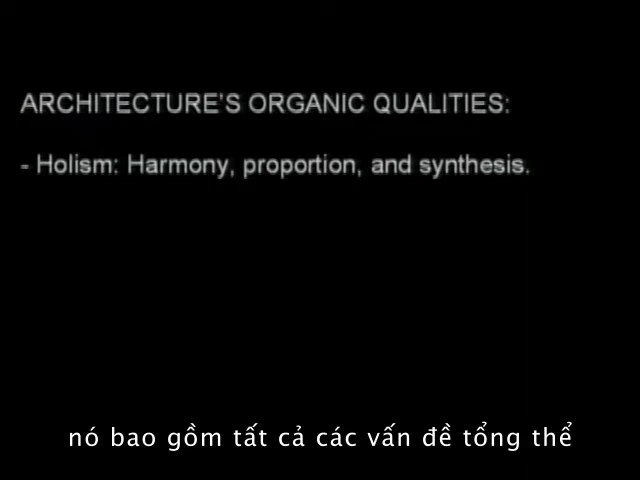 ARCHITECTURE'S ORGANIC QUALITIES:
- Holism: Harmony, proportion, and synthesis.
nó bao gồm tất cả các vấn đề tổng thể